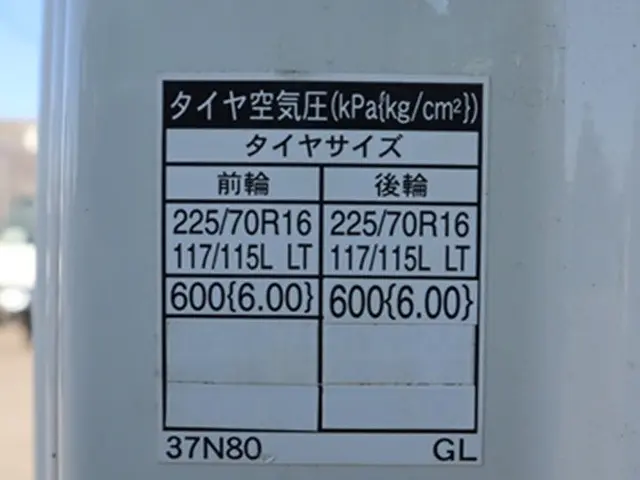 タイヤ空気圧(kPa{kg/cm²})
タイヤサイズ
前輪 後輪
225/70R16 225/70R16
117/115L LT 117/115L LT
600{6.00} 600{6.00}
37N80 GL